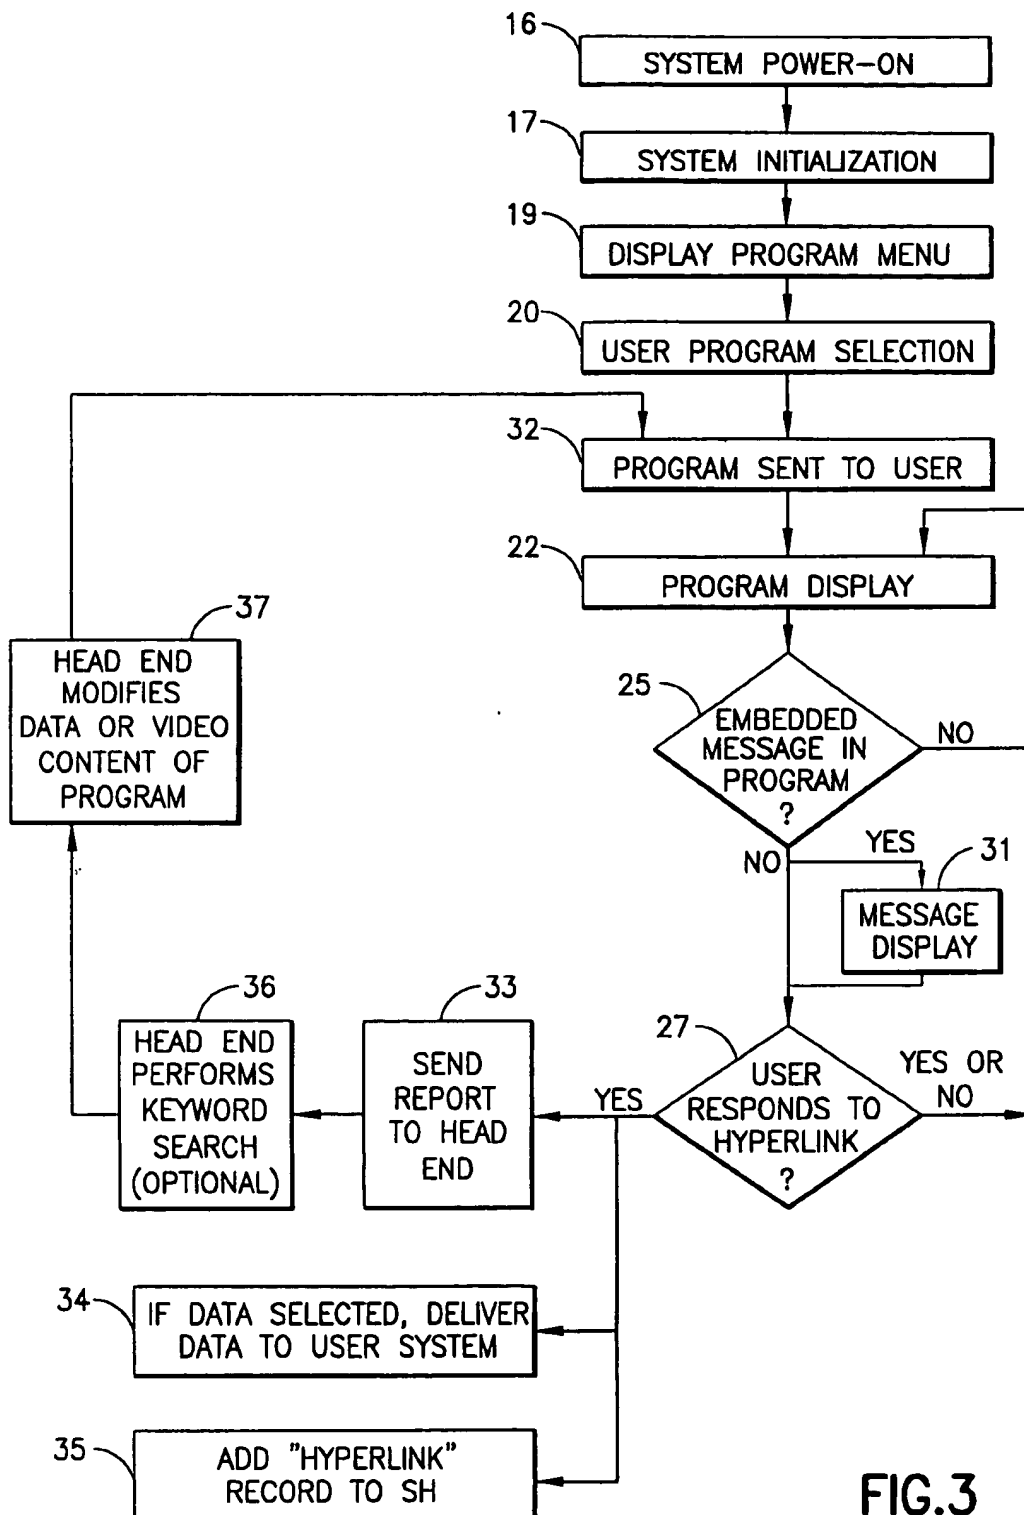 16
SYSTEM POWER-ON
17
SYSTEM INITIALIZATION
19
DISPLAY PROGRAM MENU
20
USER PROGRAM SELECTION
32
PROGRAM SENT TO USER
22
PROGRAM DISPLAY
37
HEAD END
MODIFIES
DATA OR VIDEO
CONTENT OF
PROGRAM
25
EMBEDDED
MESSAGE IN
PROGRAM
?
NO
NO
YES
31
MESSAGE
DISPLAY
36
HEAD END
PERFORMS
KEYWORD
SEARCH
(OPTIONAL)
33
SEND
REPORT
TO HEAD
END
27
USER
RESPONDS TO
HYPERLINK
?
YES
YES OR
NO
34
IF DATA SELECTED, DELIVER
DATA TO USER SYSTEM
35
ADD "HYPERLINK"
RECORD TO SH
FIG.3